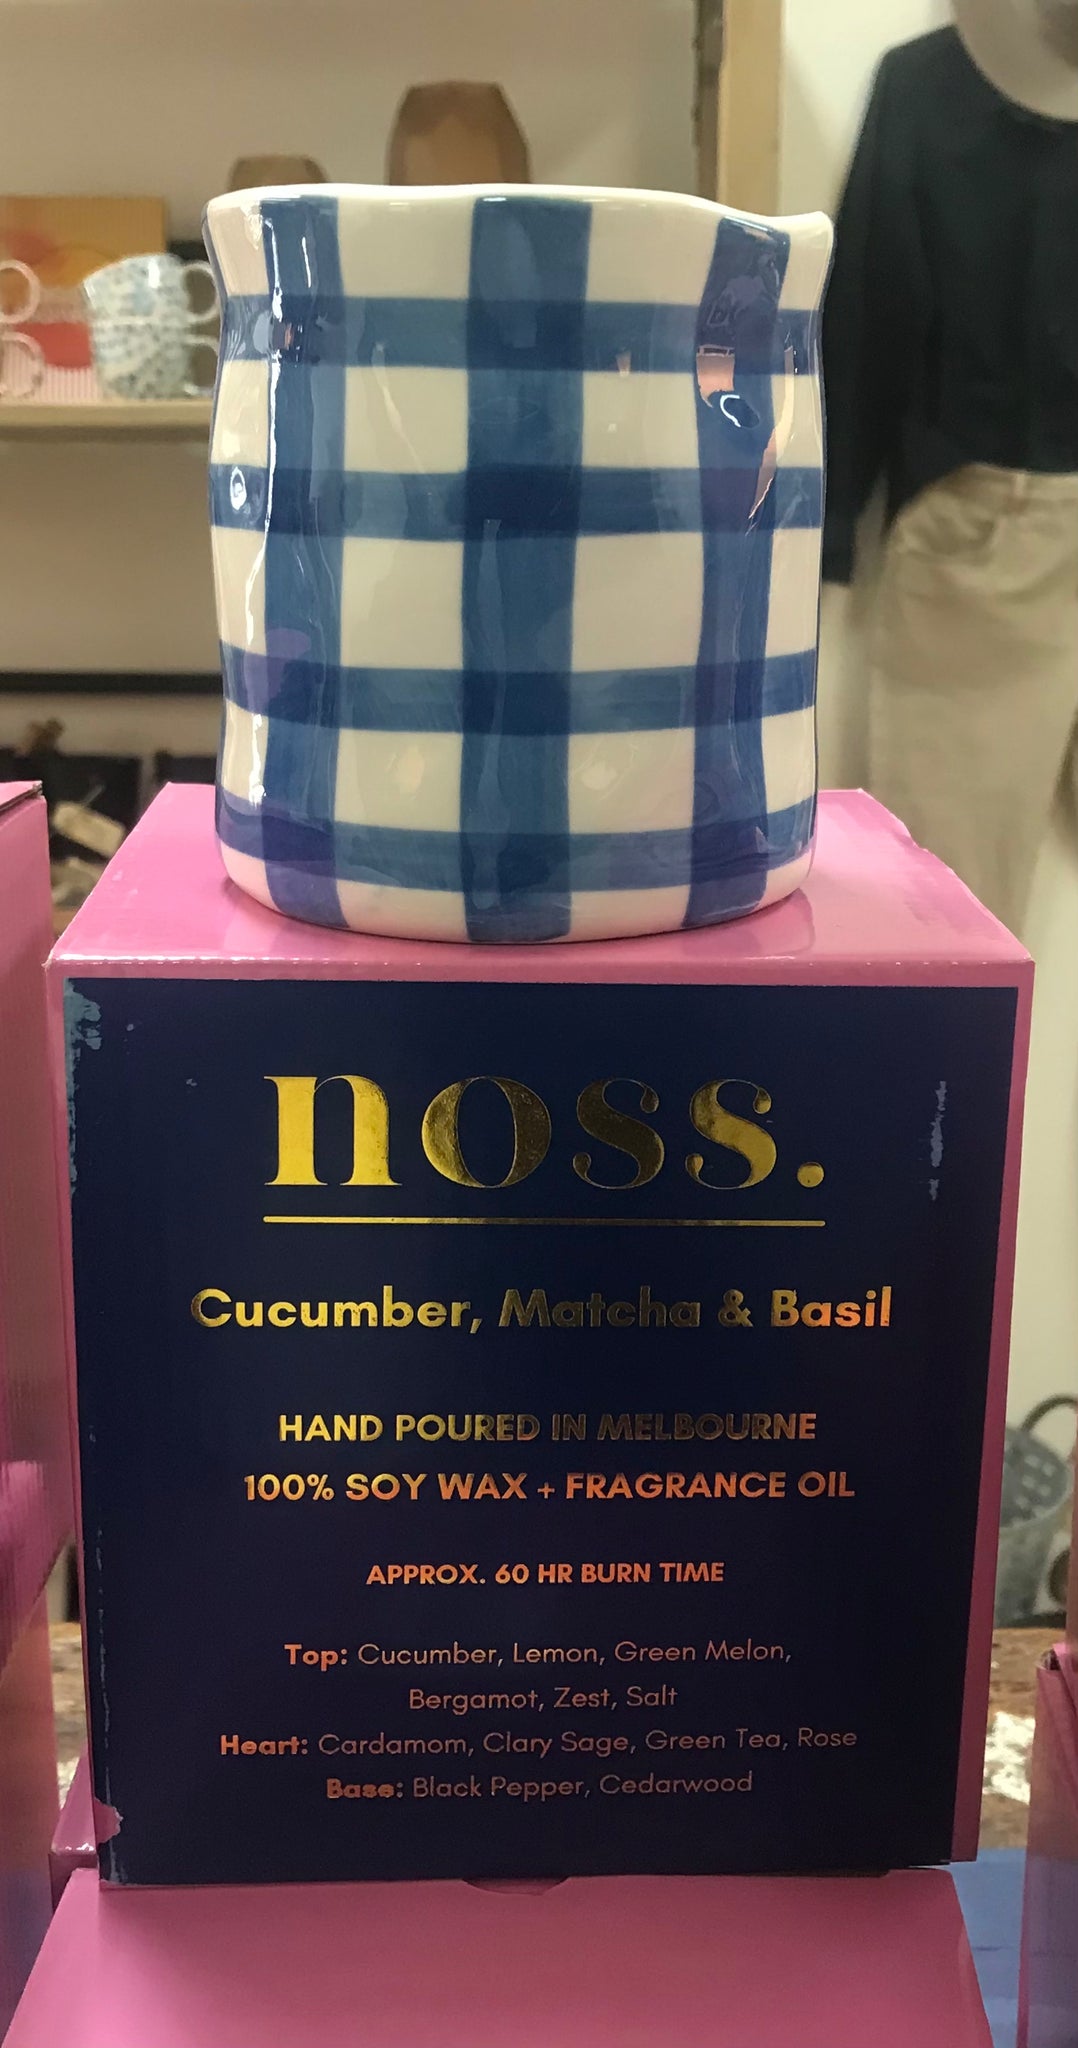 noss.
Cucumber, Matcha & Basil
HAND POURED IN MELBOURNE
100% SOY WAX + FRAGRANCE OIL
APPROX. 60 HR BURN TIME
Top: Cucumber, Lemon, Green Melon,
Bergamot, Zest, Salt
Heart: Cardamom, Clary Sage, Green Tea, Rose
Base: Black Pepper, Cedarwood